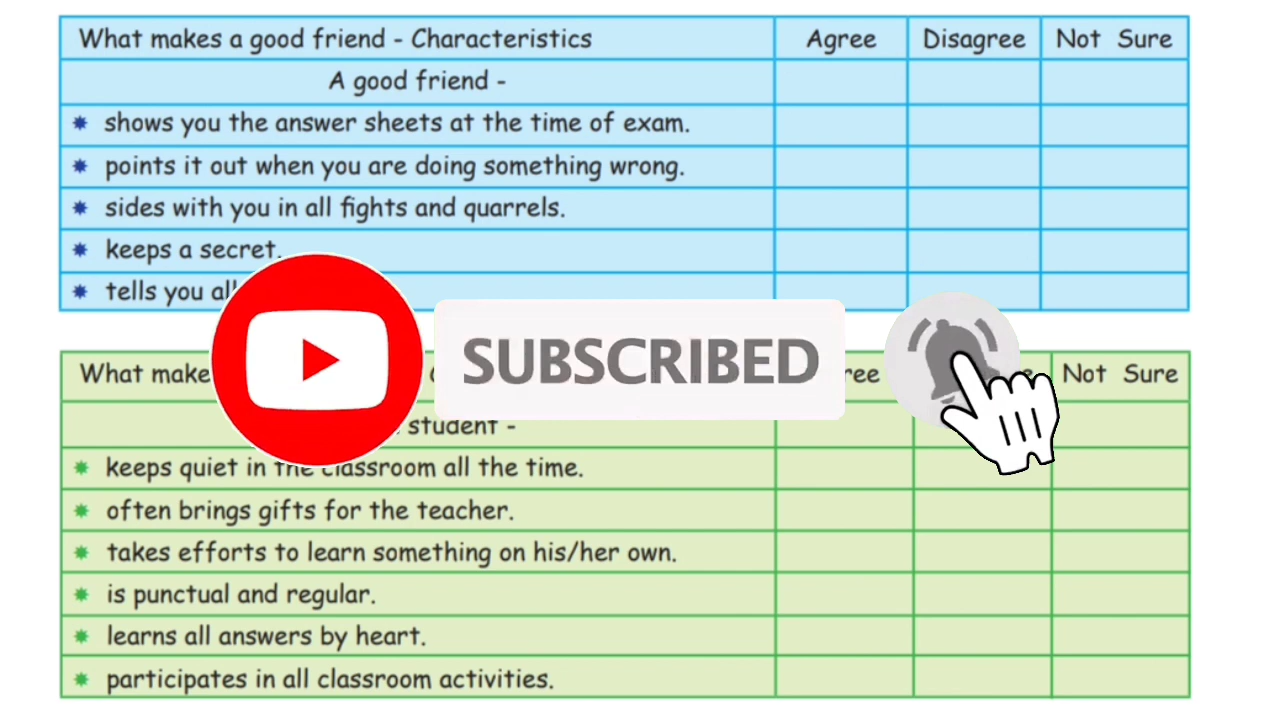 What makes a good friend - Characteristics Agree Disagree Not Sure
A good friend -
shows you the answer sheets at the time of exam.
points it out when you are doing something wrong.
sides with you in all fights and quarrels.
keeps a secret.
tells you all
SUBSCRIBED
What Not Sure
student -
keeps quiet in the classroom all the time.
often brings gifts for the teacher.
takes efforts to learn something on his/her own.
is punctual and regular.
learns all answers by heart.
participates in all classroom activities.